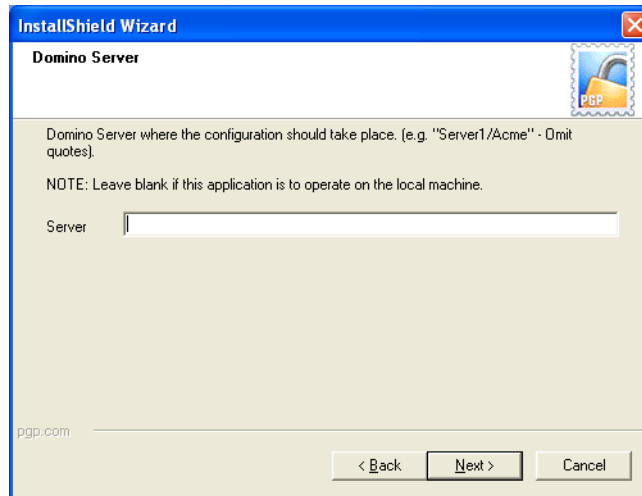 InstallShield Wizard
Domino Server
PGP
Domino Server where the configuration should take place. (e.g. "Server1/Acme" - Omit
quotes).
NOTE: Leave blank if this application is to operate on the local machine.
Server
pgp.com
< Back Next > Cancel